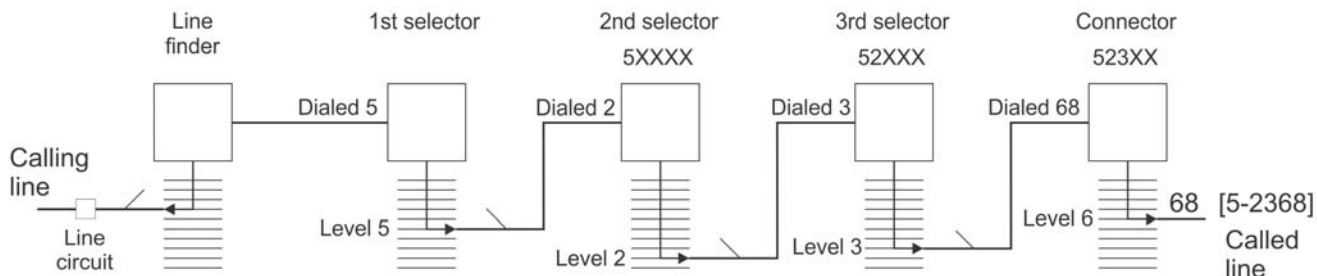 Line
finder
1st selector
2nd selector
5XXXX
3rd selector
52XXX
Connector
523XX
Dialed 5
Dialed 2
Dialed 3
Dialed 68
Calling
line
Line
circuit
Level 5
Level 2
Level 3
Level 6
68 [5-2368]
Called
line